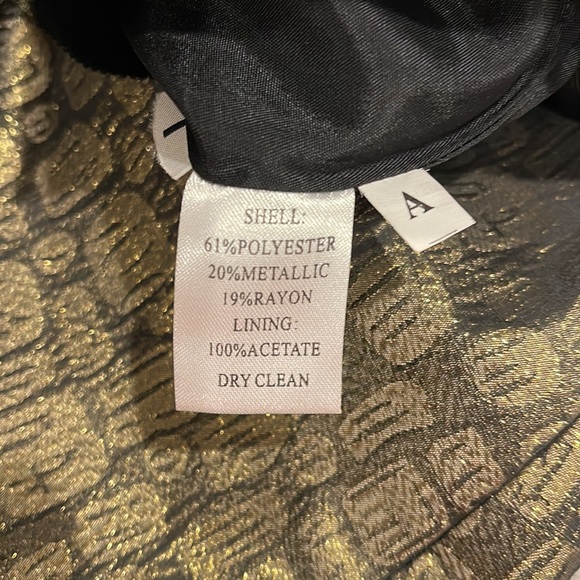 SHELL:
61%POLYESTER
20%METALLIC
19%RAYON
LINING:
100%ACETATE
DRY CLEAN
A